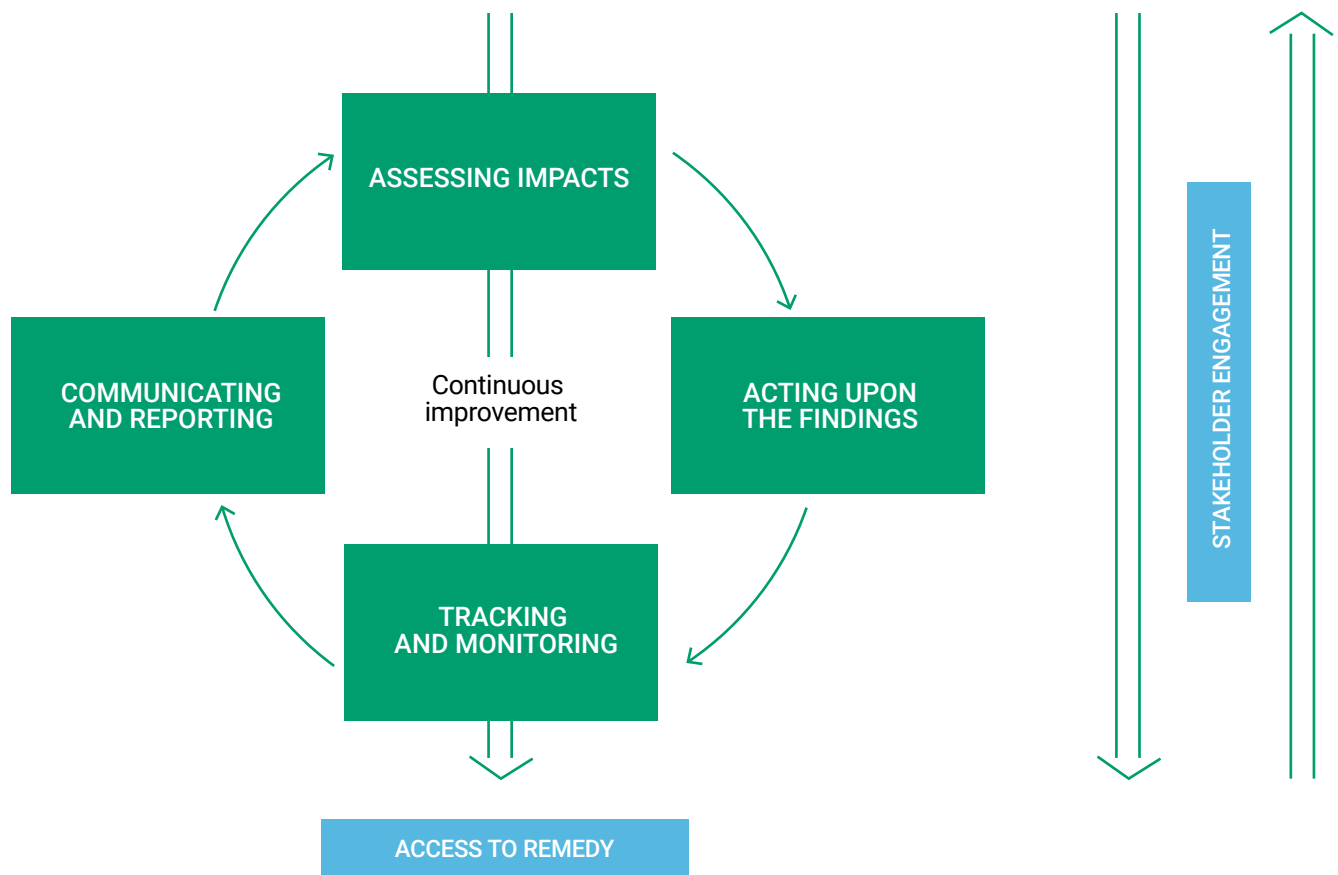 ASSESSING IMPACTS
COMMUNICATING
AND REPORTING
Continuous
improvement
ACTING UPON
THE FINDINGS
STAKEHOLDER ENGAGEMENT
TRACKING
AND MONITORING
ACCESS TO REMEDY